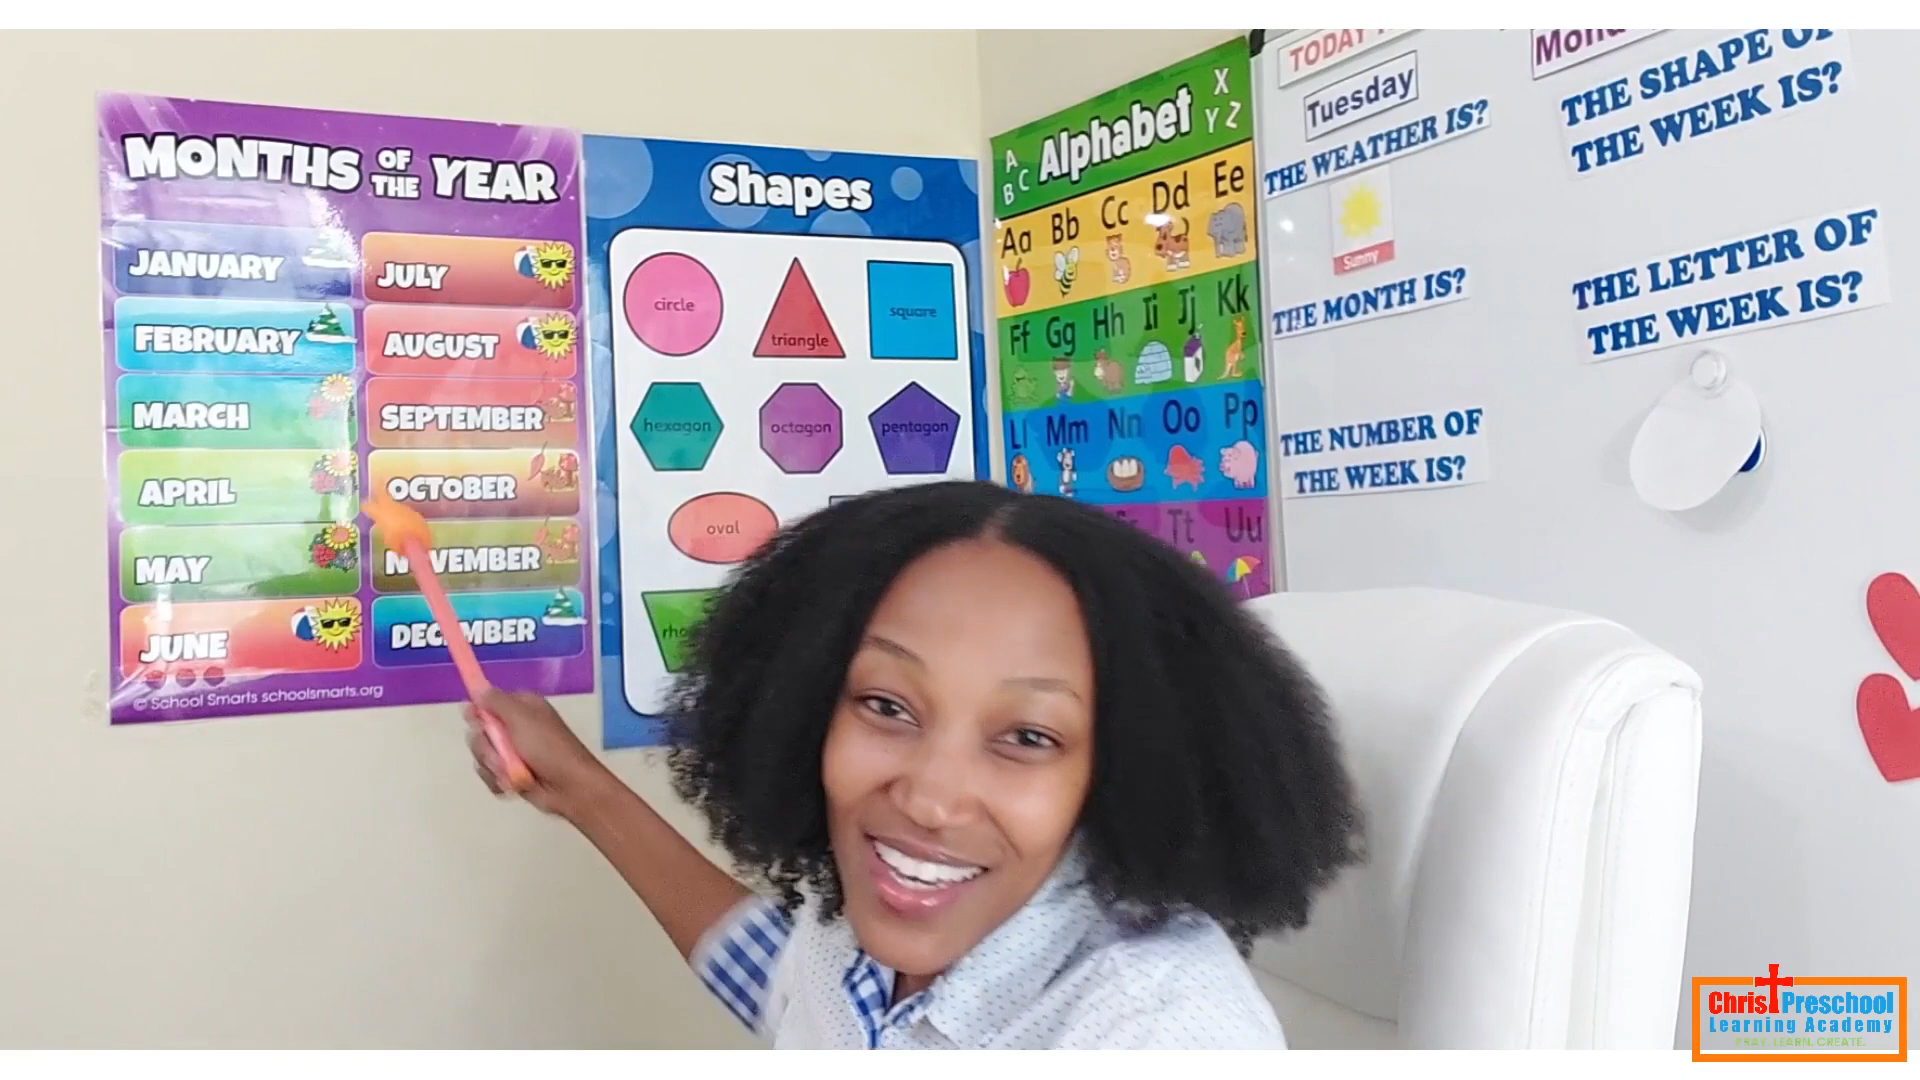 MONTHS OF THE YEAR
JANUARY
FEBRUARY
MARCH
APRIL
MAY
JUNE
JULY
AUGUST
SEPTEMBER
OCTOBER
NOVEMBER
DECEMBER
© School Smarts schoolsmarts.org
Shapes
circle
triangle
square
hexagon
octagon
pentagon
oval
A
B C
Alphabet
X
Y Z
Aa Bb Cc Dd Ee
Ff Gg Hh Ii Jj Kk
Ll Mm Nn Oo Pp
Tt Uu
TODAY
Tuesday
THE WEATHER IS?
Sunny
THE MONTH IS?
THE NUMBER OF
THE WEEK IS?
THE SHAPE OF
THE WEEK IS?
THE LETTER OF
THE WEEK IS?
Christ Preschool
Learning Academy
PRAY. LEARN. CREATE.